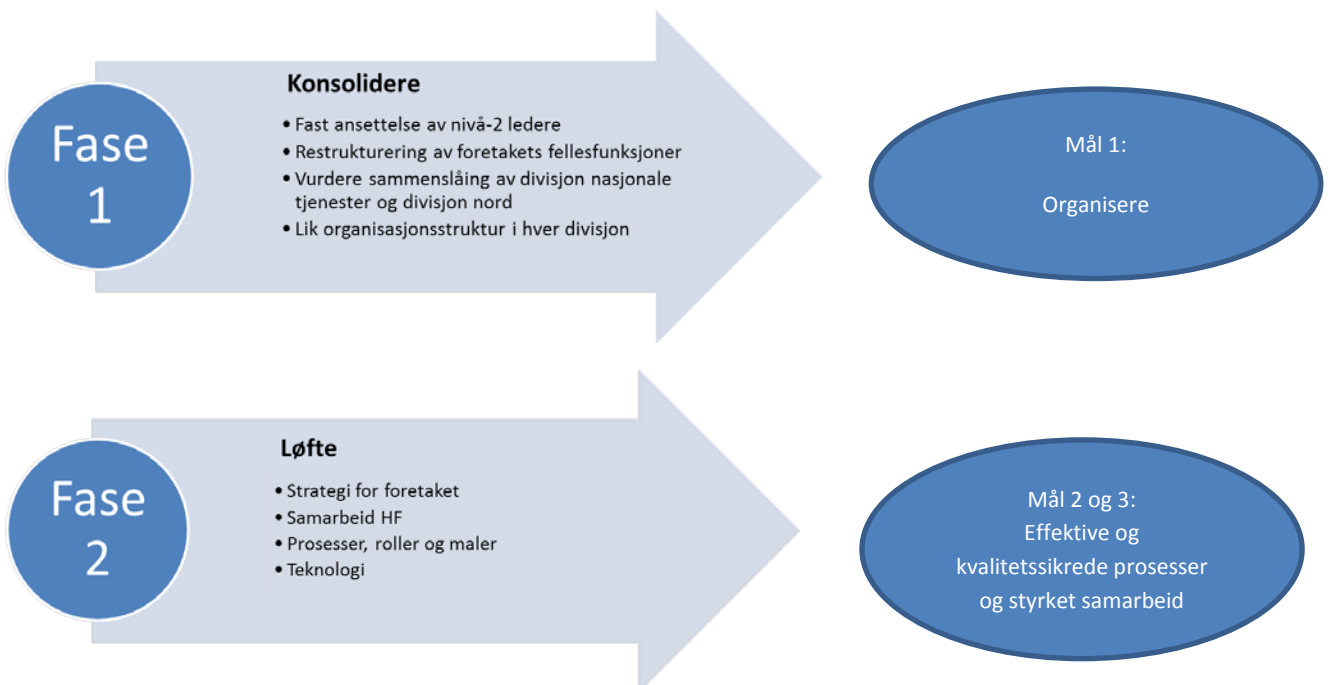 Fase
1
Konsolidere
• Fast ansettelse av nivå-2 ledere
• Restrukturering av foretakets fellesfunksjoner
• Vurdere sammenslåing av divisjon nasjonale
tjenester og divisjon nord
• Lik organisasjonsstruktur i hver divisjon
Mål 1:
Organisere
Fase
2
Løfte
• Strategi for foretaket
• Samarbeid HF
• Prosesser, roller og maler
• Teknologi
Mål 2 og 3:
Effektive og
kvalitetssikrede prosesser
og styrket samarbeid